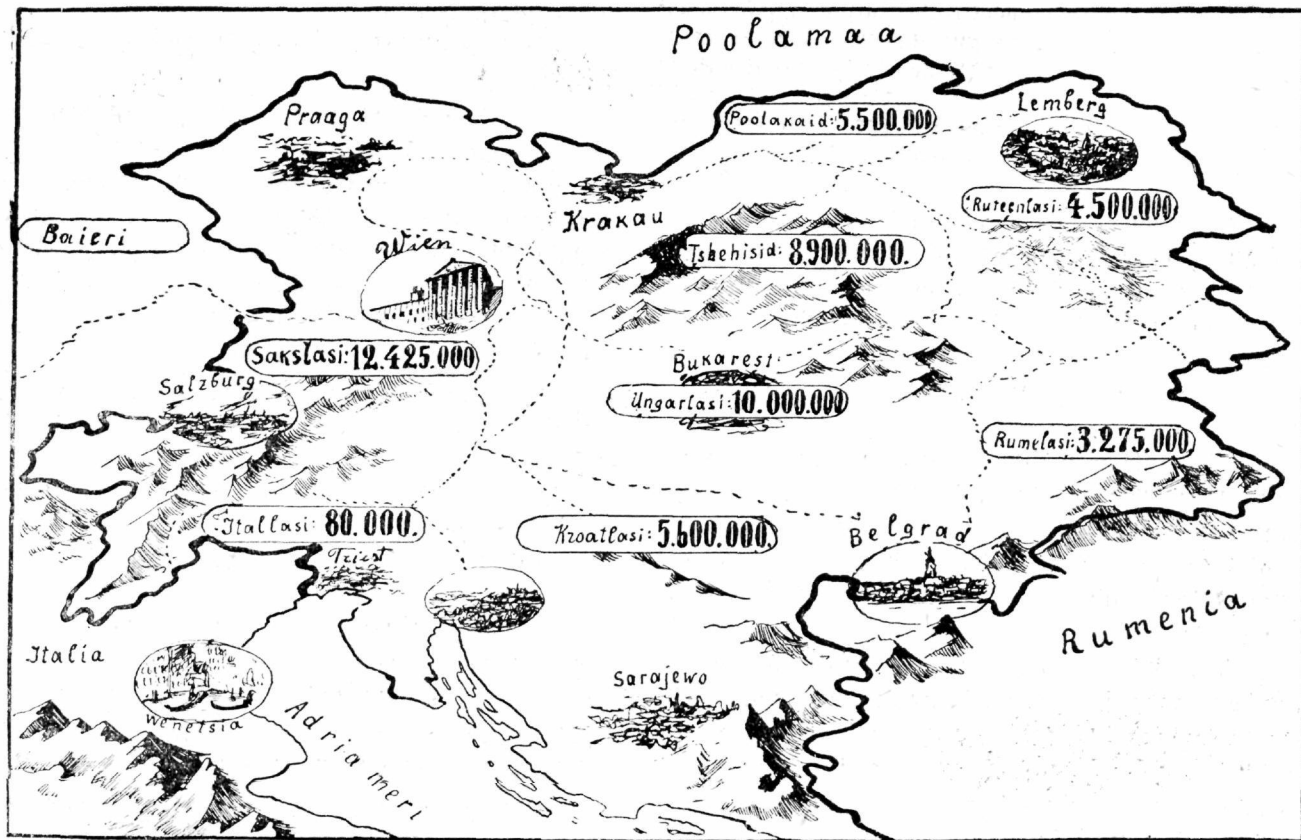 Poolamaa
Praaga
Poolakaid: 5.500.000
Lemberg
Krakau
Ruteenlasi: 4.500.000
Baieri
Wien
Tshehisid: 8.900.000.
Sakslasi: 12.425.000
Bukarest
Salzburg
Ungarlasi: 10.000.000
Rumelasi: 3.275.000
Itallasi: 80.000.
Kroatlasi: 5.600.000.
Belgrad
Triest
Rumenia
Italia
Sarajewo
Wenetsia
Adria meri